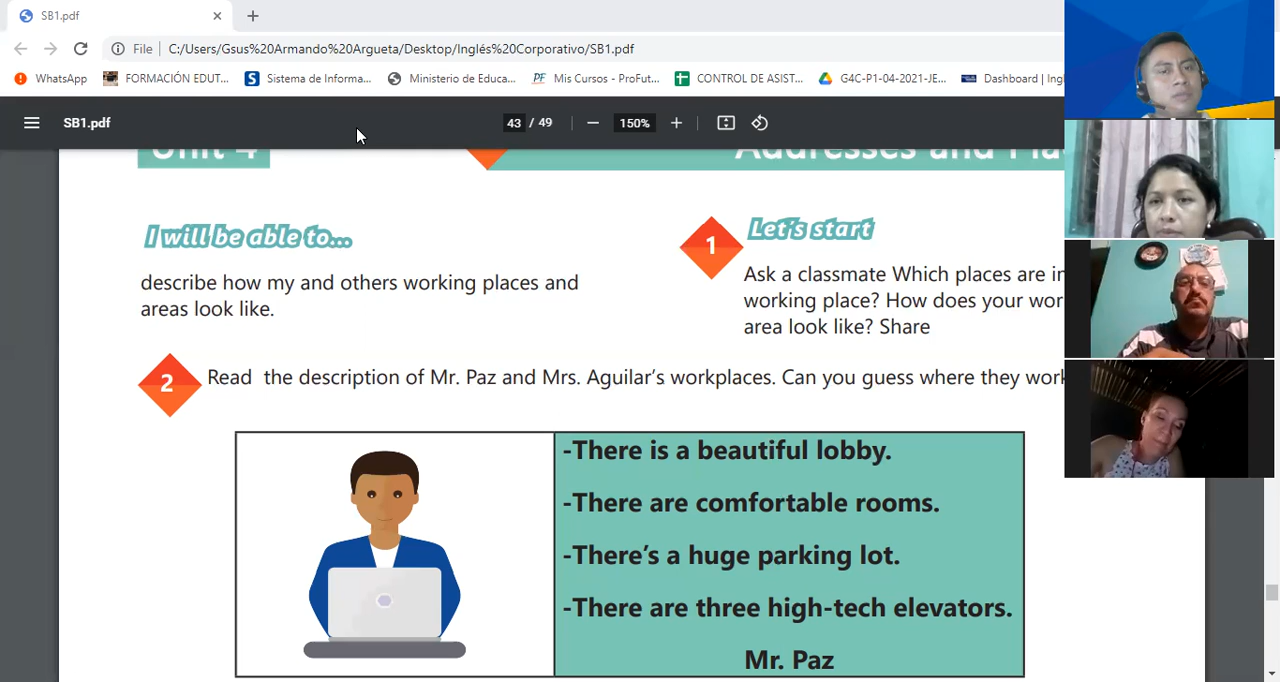 SB1.pdf
File
C:/Users/Gsus%20Armando%20Argueta/Desktop/Inglés%20Corporativo/SB1.pdf
WhatsApp
FORMACIÓN EDUT...
Sistema de Informa...
Ministerio de Educa...
Mis Cursos - ProFut...
CONTROL DE ASIST...
G4C-P1-04-2021-JE...
Dashboard | Ingl
SB1.pdf
43 / 49
150%
Unit 4
Addresses and Pla
I will be able to...
describe how my and others working places and
areas look like.
1
Let's start
Ask a classmate Which places are in
working place? How does your wor
area look like? Share
2
Read the description of Mr. Paz and Mrs. Aguilar's workplaces. Can you guess where they work
-There is a beautiful lobby.
-There are comfortable rooms.
-There's a huge parking lot.
-There are three high-tech elevators.
Mr. Paz